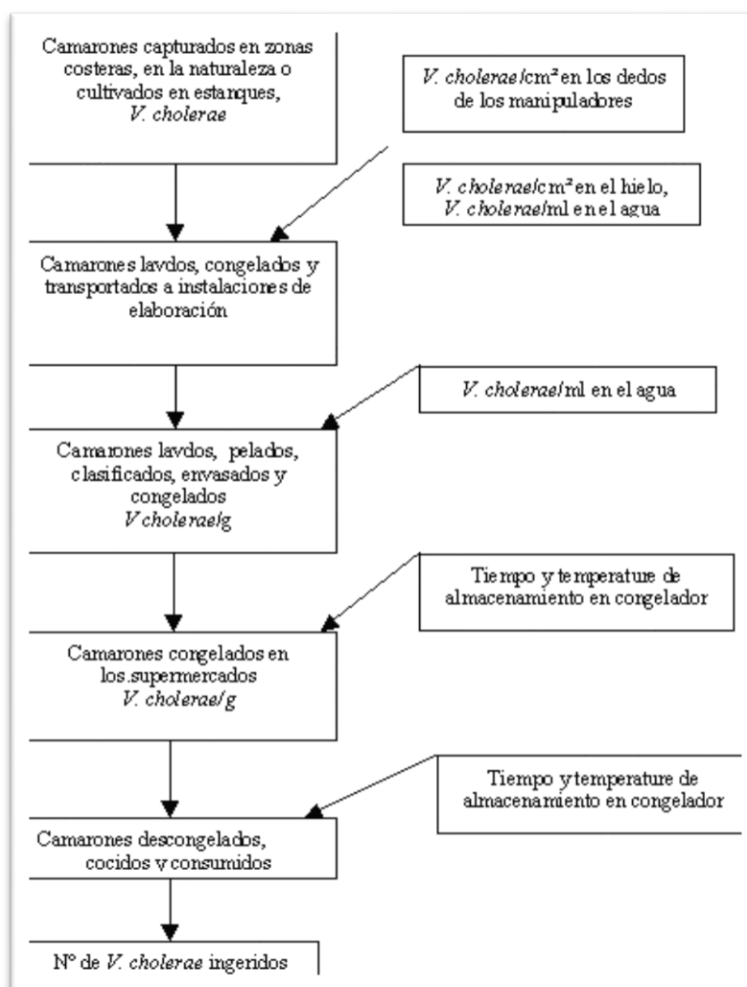 Camarones capturados en zonas
costeras, en la naturaleza o
cultivados en estanques,
V. cholerae
V. cholerae/cm² en los dedos
de los manipuladores
V. cholerae/cm² en el hielo,
V. cholerae/ml en el agua
Camarones lavdos, congelados y
transportados a instalaciones de
elaboración
V. cholerae/ml en el agua
Camarones lavdos, pelados,
clasificados, envasados y
congelados
V cholerae/g
Tiempo y temperature de
almacenamiento en congelador
Camarones congelados en
los.supermercados
V. cholerae/g
Tiempo y temperature de
almacenamiento en congelador
Camarones descongelados,
cocidos y consumidos
Nº de V. cholerae ingeridos